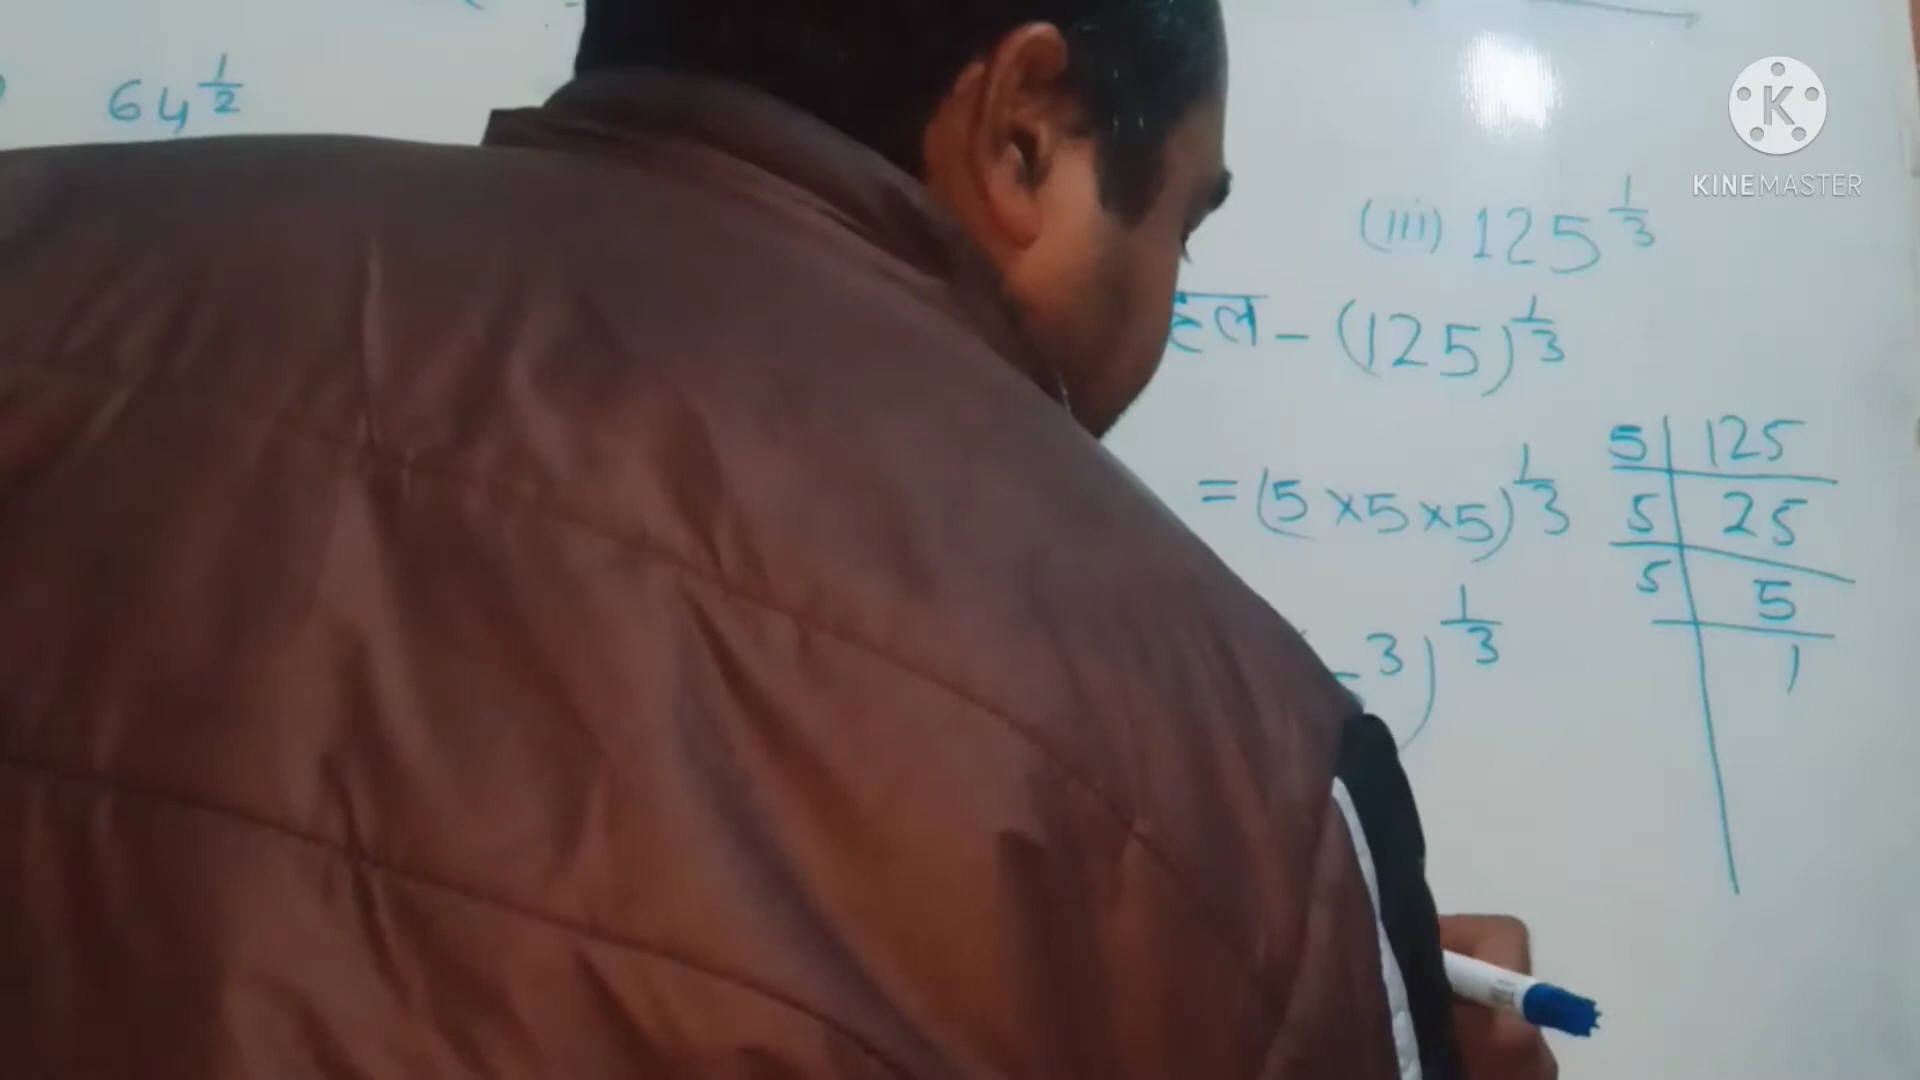 64^{1/2}
K
KINEMASTER
(iii) 125^{1/3}
हल - (125)^{1/3}
= (5×5×5)^{1/3}
³)^{1/3}
5 | 125
5 | 25
5 | 5
1